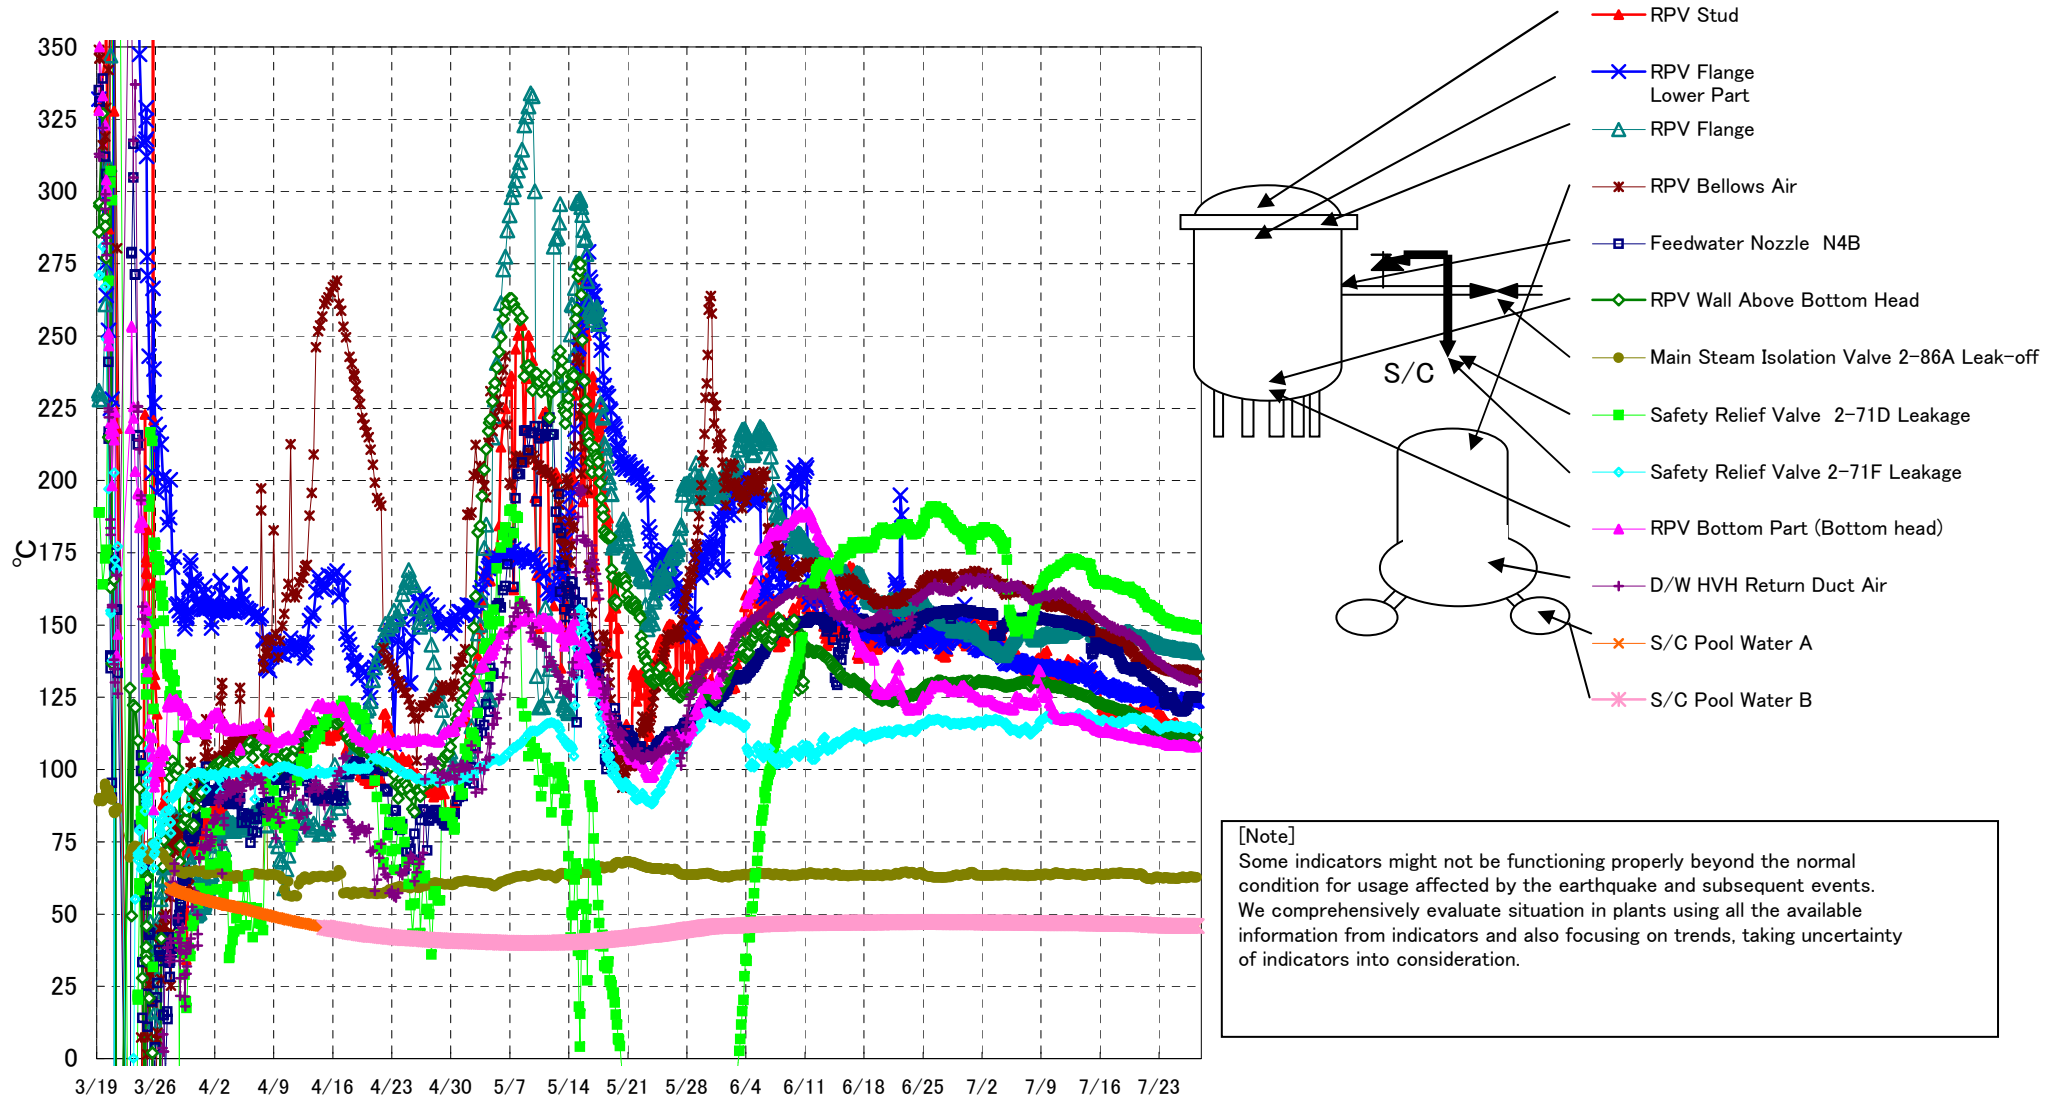 350
325
300
275
250
225
200
175
150
125
100
75
50
25
0
℃
3/19 3/26 4/2 4/9 4/16 4/23 4/30 5/7 5/14 5/21 5/28 6/4 6/11 6/18 6/25 7/2 7/9 7/16 7/23
RPV Stud
RPV Flange
Lower Part
RPV Flange
RPV Bellows Air
Feedwater Nozzle N4B
RPV Wall Above Bottom Head
Main Steam Isolation Valve 2-86A Leak-off
Safety Relief Valve 2-71D Leakage
Safety Relief Valve 2-71F Leakage
RPV Bottom Part (Bottom head)
D/W HVH Return Duct Air
S/C Pool Water A
S/C Pool Water B
S/C
[Note]
Some indicators might not be functioning properly beyond the normal
condition for usage affected by the earthquake and subsequent events.
We comprehensively evaluate situation in plants using all the available
information from indicators and also focusing on trends, taking uncertainty
of indicators into consideration.